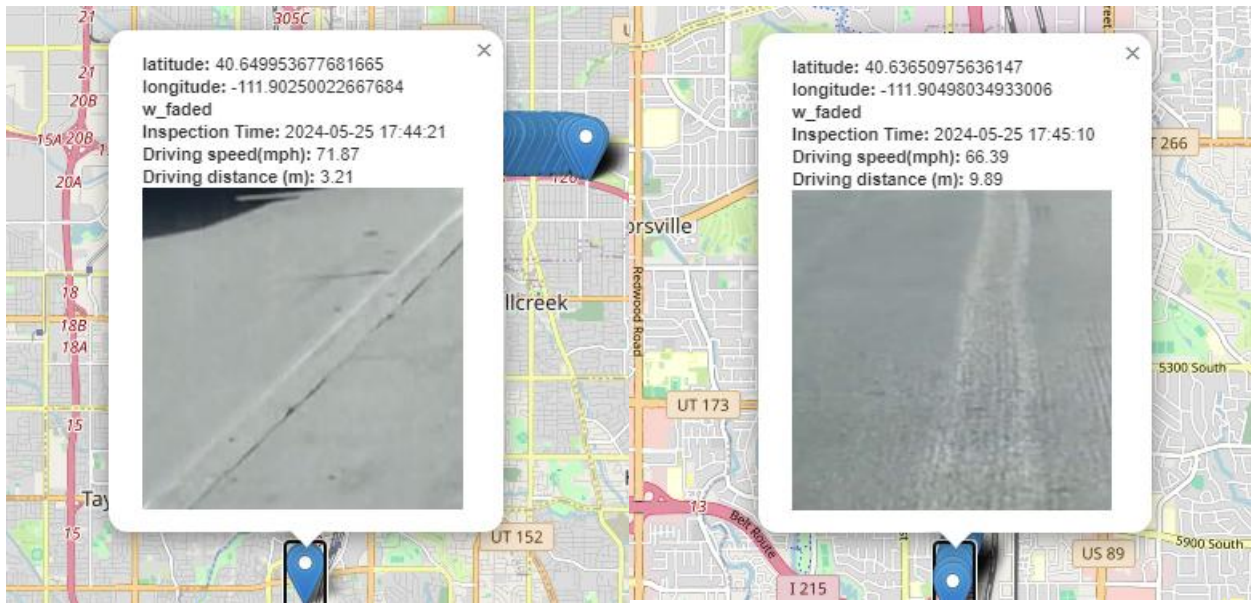 21
305C
21
20B
15A 20B
20A
18
18B
18A
15
15
Tay
UT 152
llcreek
latitude: 40.649953677681665
longitude: -111.90250022667684
w_faded
Inspection Time: 2024-05-25 17:44:21
Driving speed(mph): 71.87
Driving distance (m): 3.21
×
latitude: 40.63650975636147
longitude: -111.90498034933006
w_faded
Inspection Time: 2024-05-25 17:45:10
Driving speed(mph): 66.39
Driving distance (m): 9.89
×
orsville
Redwood Road
UT 173
13
Belt Route
I 215
T 266
5300 South
5900 South
US 89